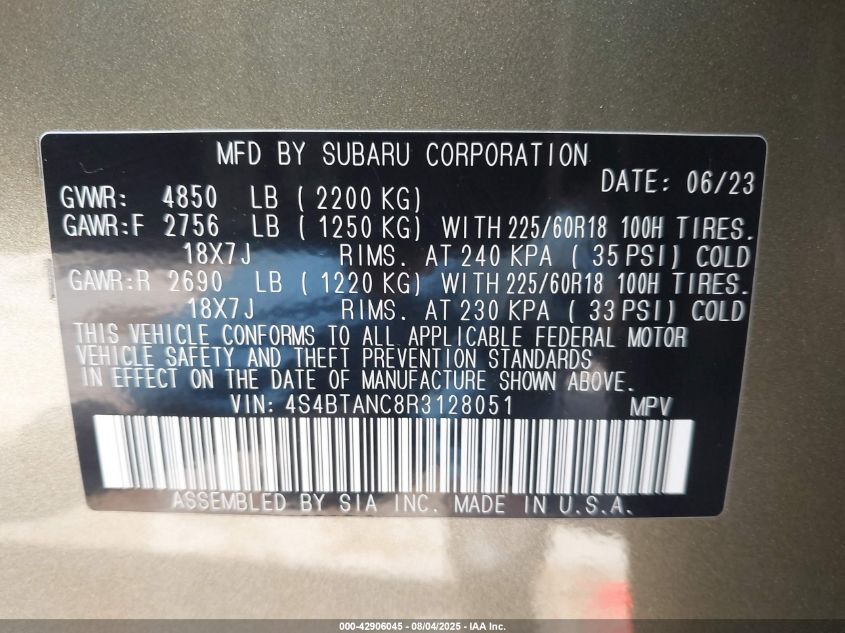 MFD BY SUBARU CORPORATION
DATE: 06/23
GVWR: 4850 LB ( 2200 KG)
GAWR:F 2756 LB ( 1250 KG) WITH 225/60R18 100H TIRES.
18X7J RIMS. AT 240 KPA ( 35 PSI) COLD
GAWR:R 2690 LB ( 1220 KG) WITH 225/60R18 100H TIRES.
18X7J RIMS. AT 230 KPA ( 33 PSI) COLD
THIS VEHICLE CONFORMS TO ALL APPLICABLE FEDERAL MOTOR
VEHICLE SAFETY AND THEFT PREVENTION STANDARDS
IN EFFECT ON THE DATE OF MANUFACTURE SHOWN ABOVE.
VIN: 4S4BTANC8R3128051 MPV
ASSEMBLED BY SIA INC. MADE IN U.S.A.
000-42906045 - 08/04/2025 - IAA Inc.